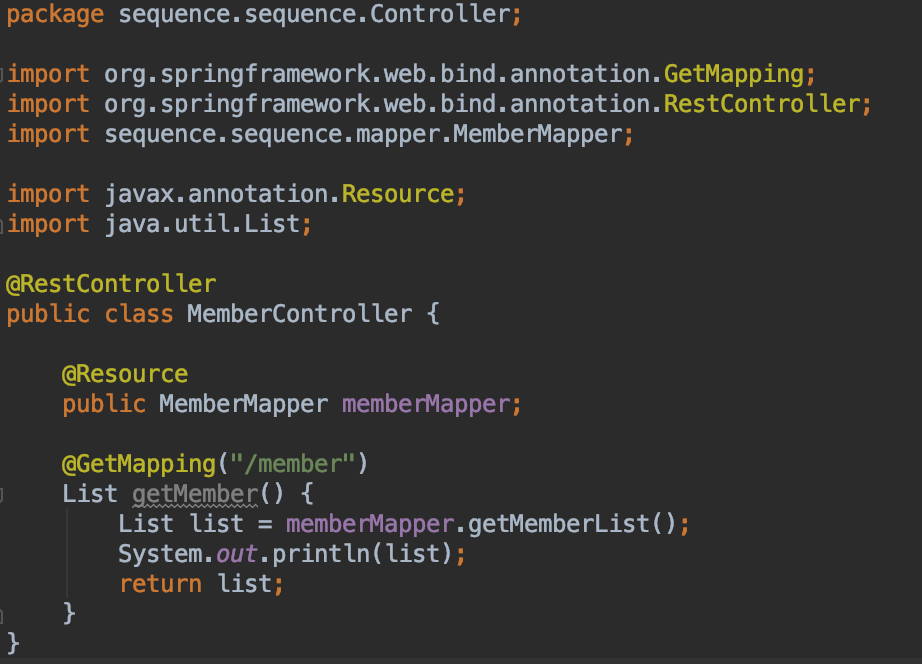 package sequence.sequence.Controller;
import org.springframework.web.bind.annotation.GetMapping;
import org.springframework.web.bind.annotation.RestController;
import sequence.sequence.mapper.MemberMapper;
import javax.annotation.Resource;
import java.util.List;
@RestController
public class MemberController {
@Resource
public MemberMapper memberMapper;
@GetMapping("/member")
List getMember() {
List list = memberMapper.getMemberList();
System.out.println(list);
return list;
}
}